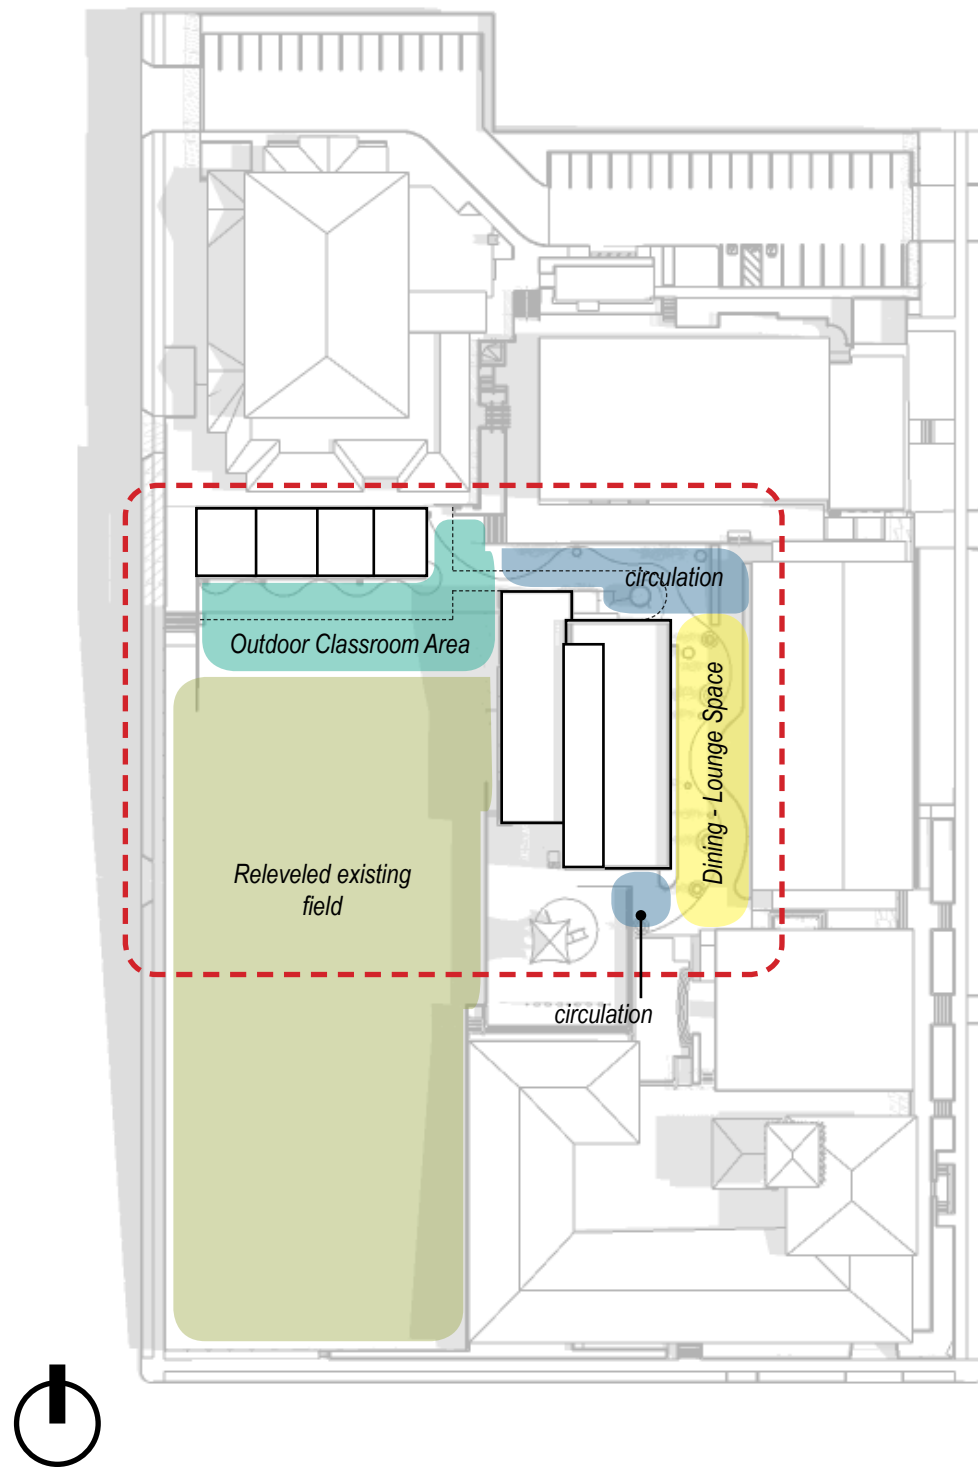 circulation
Outdoor Classroom Area
Dining - Lounge Space
Releveled existing
field
circulation